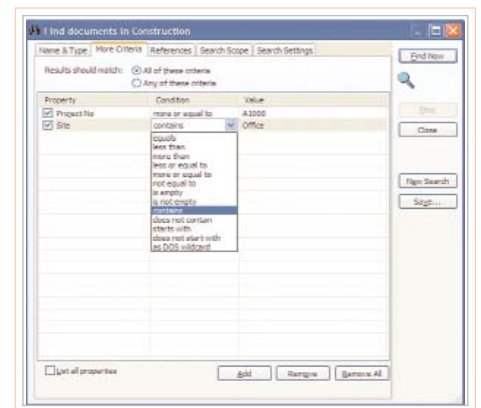 Find documents in Construction
Name & Type More Criteria References Search Scope Search Settings
Find Now
Results should match: All of these criteria
Any of these criteria
Stop
Property Condition Value
Project No more or equal to A1000
Site contains Office
Close
equals
less than
more than
less or equal to
more or equal to
not equal to
is empty
is not empty
contains
does not contain
starts with
does not start with
as DOS wildcard
New Search
Save...
List all properties
Add Remove Remove All